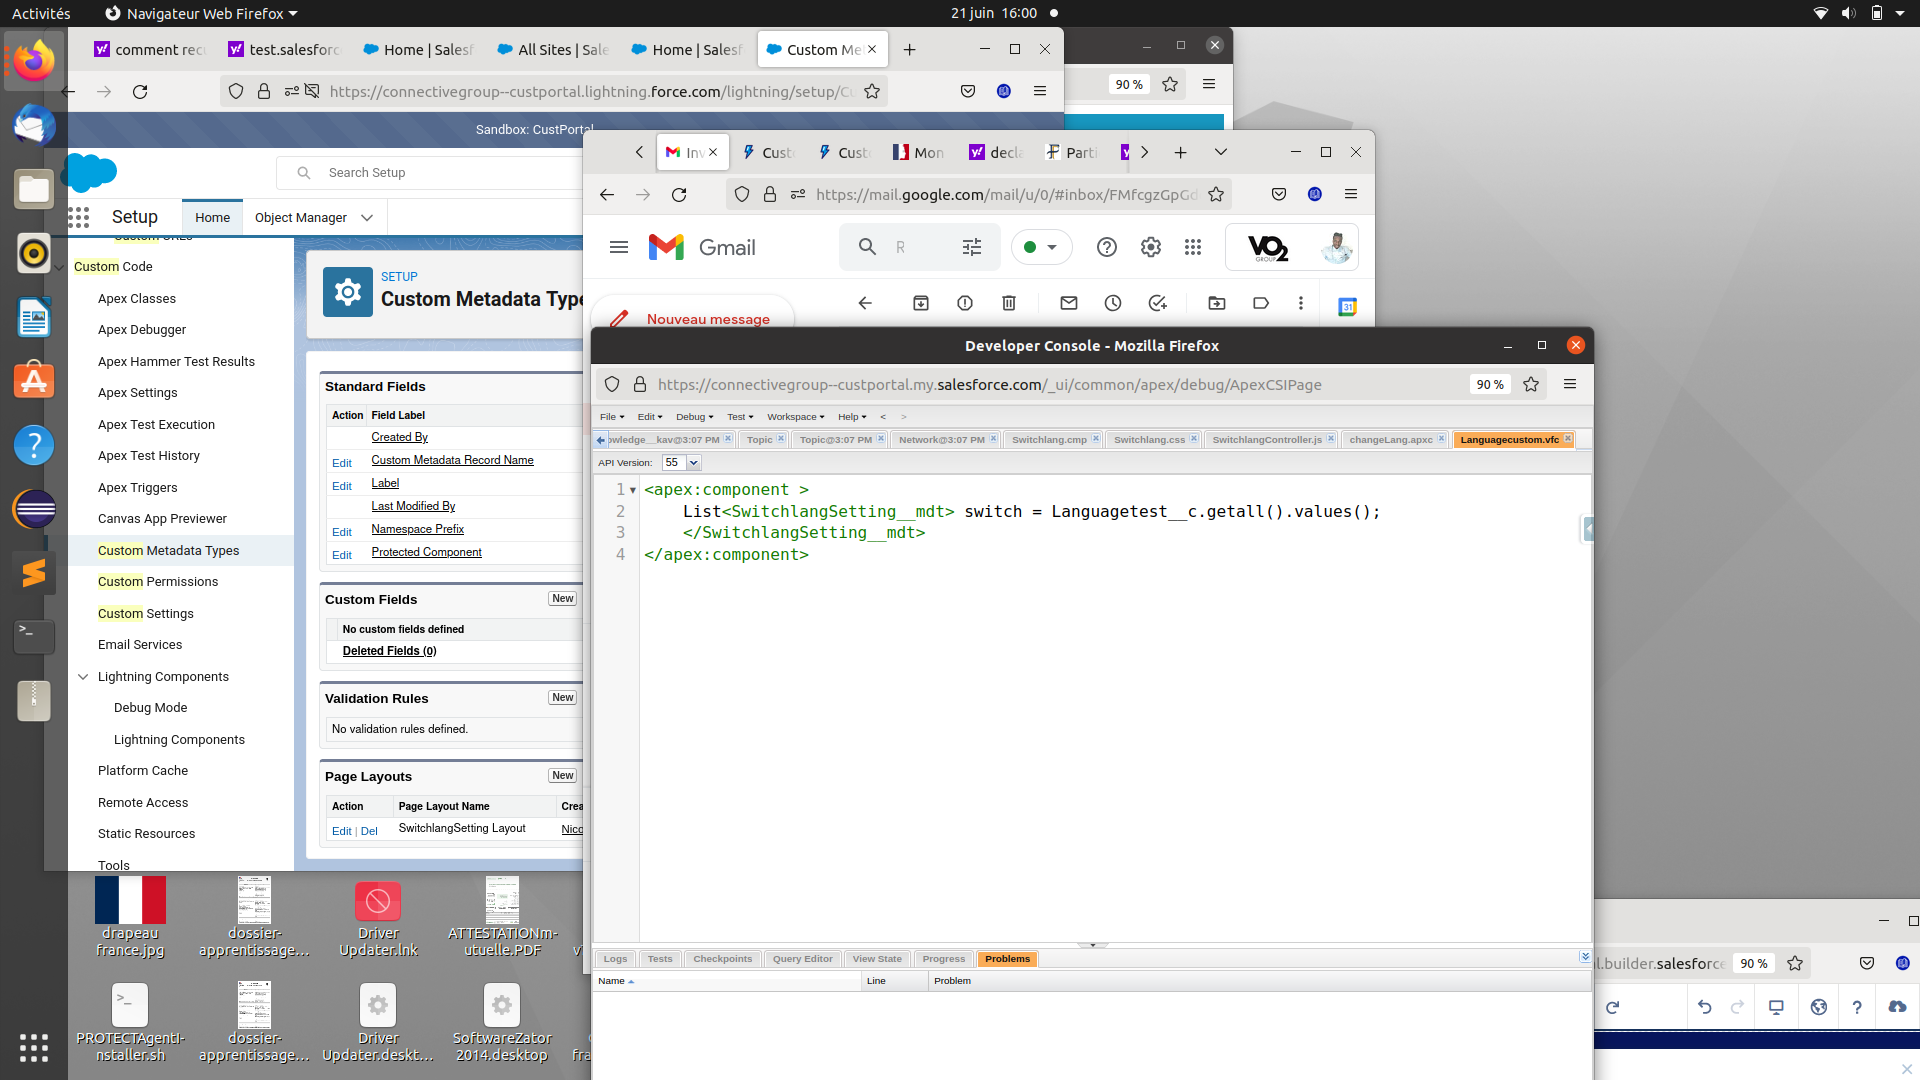 Activités
Navigateur Web Firefox
21 juin 16:00
comment rec
test.salesforc
Home | Salesf
All Sites | Sale
Home | Salesf
Custom Me
https://connectivegroup--custportal.lightning.force.com/lightning/setup/Cu
90 %
Sandbox: CustPortal
Search Setup
Setup
Home
Object Manager
Custom Code
Apex Classes
Apex Debugger
Apex Hammer Test Results
Apex Settings
Apex Test Execution
Apex Test History
Apex Triggers
Canvas App Previewer
Custom Metadata Types
Custom Permissions
Custom Settings
Email Services
Lightning Components
Debug Mode
Lightning Components
Platform Cache
Remote Access
Static Resources
Tools
SETUP
Custom Metadata Type
Standard Fields
Action Field Label
Created By
Edit Custom Metadata Record Name
Edit Label
Last Modified By
Edit Namespace Prefix
Edit Protected Component
Custom Fields New
No custom fields defined
Deleted Fields (0)
Validation Rules New
No validation rules defined.
Page Layouts New
Action Page Layout Name Crea
Edit | Del SwitchlangSetting Layout Nico
Inv
Custo
Custo
Mon
decla
Parti
https://mail.google.com/mail/u/0/#inbox/FMfcgzGpGd
Gmail
R
VO2
GROUP
31
Nouveau message
Developer Console - Mozilla Firefox
https://connectivegroup--custportal.my.salesforce.com/_ui/common/apex/debug/ApexCSIPage
90 %
File Edit Debug Test Workspace Help < >
owledge__kav@3:07 PM
Topic
Topic@3:07 PM
Network@3:07 PM
Switchlang.cmp
Switchlang.css
SwitchlangController.js
changeLang.apxc
Languagecustom.vfc
API Version: 55
1 <apex:component >
2 List<SwitchlangSetting__mdt> switch = Languagetest__c.getall().values();
3 </SwitchlangSetting__mdt>
4 </apex:component>
Logs Tests Checkpoints Query Editor View State Progress Problems
Name Line Problem
drapeau
france.jpg
dossier-
apprentissage...
Driver
Updater.lnk
ATTESTATIONm-
utuelle.PDF
PROTECTAgentI-
nstaller.sh
dossier-
apprentissage...
Driver
Updater.deskt...
SoftwareZator
2014.desktop
fra
l.builder.salesforce
90 %